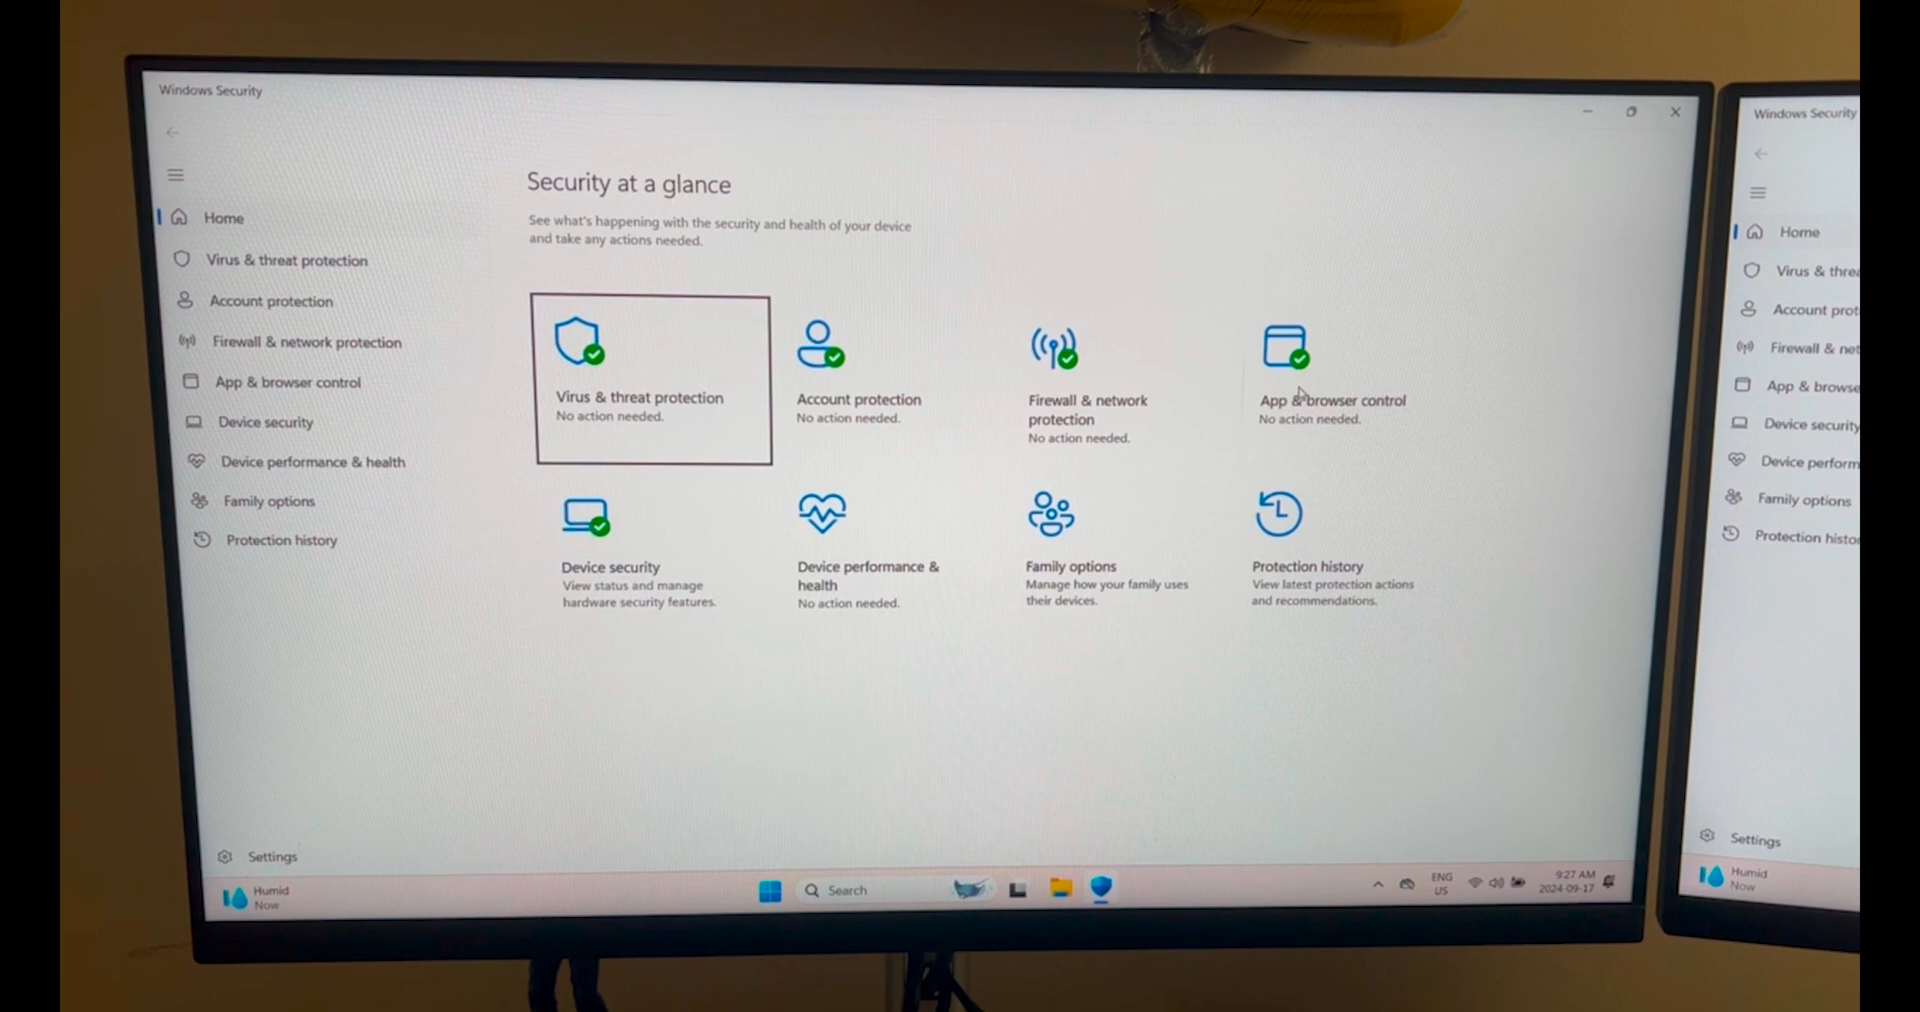 Windows Security
Home
Virus & threat protection
Account protection
Firewall & network protection
App & browser control
Device security
Device performance & health
Family options
Protection history
Settings
Security at a glance
See what's happening with the security and health of your device
and take any actions needed.
Virus & threat protection
No action needed.
Account protection
No action needed.
Firewall & network
protection
No action needed.
App & browser control
No action needed.
Device security
View status and manage
hardware security features.
Device performance &
health
No action needed.
Family options
Manage how your family uses
their devices.
Protection history
View latest protection actions
and recommendations.
Humid
Now
Search
ENG
US
9:27 AM
2024-09-17
Windows Security
Home
Virus & threa
Account prot
Firewall & net
App & browse
Device security
Device perform
Family options
Protection histo
Settings
Humid
Now